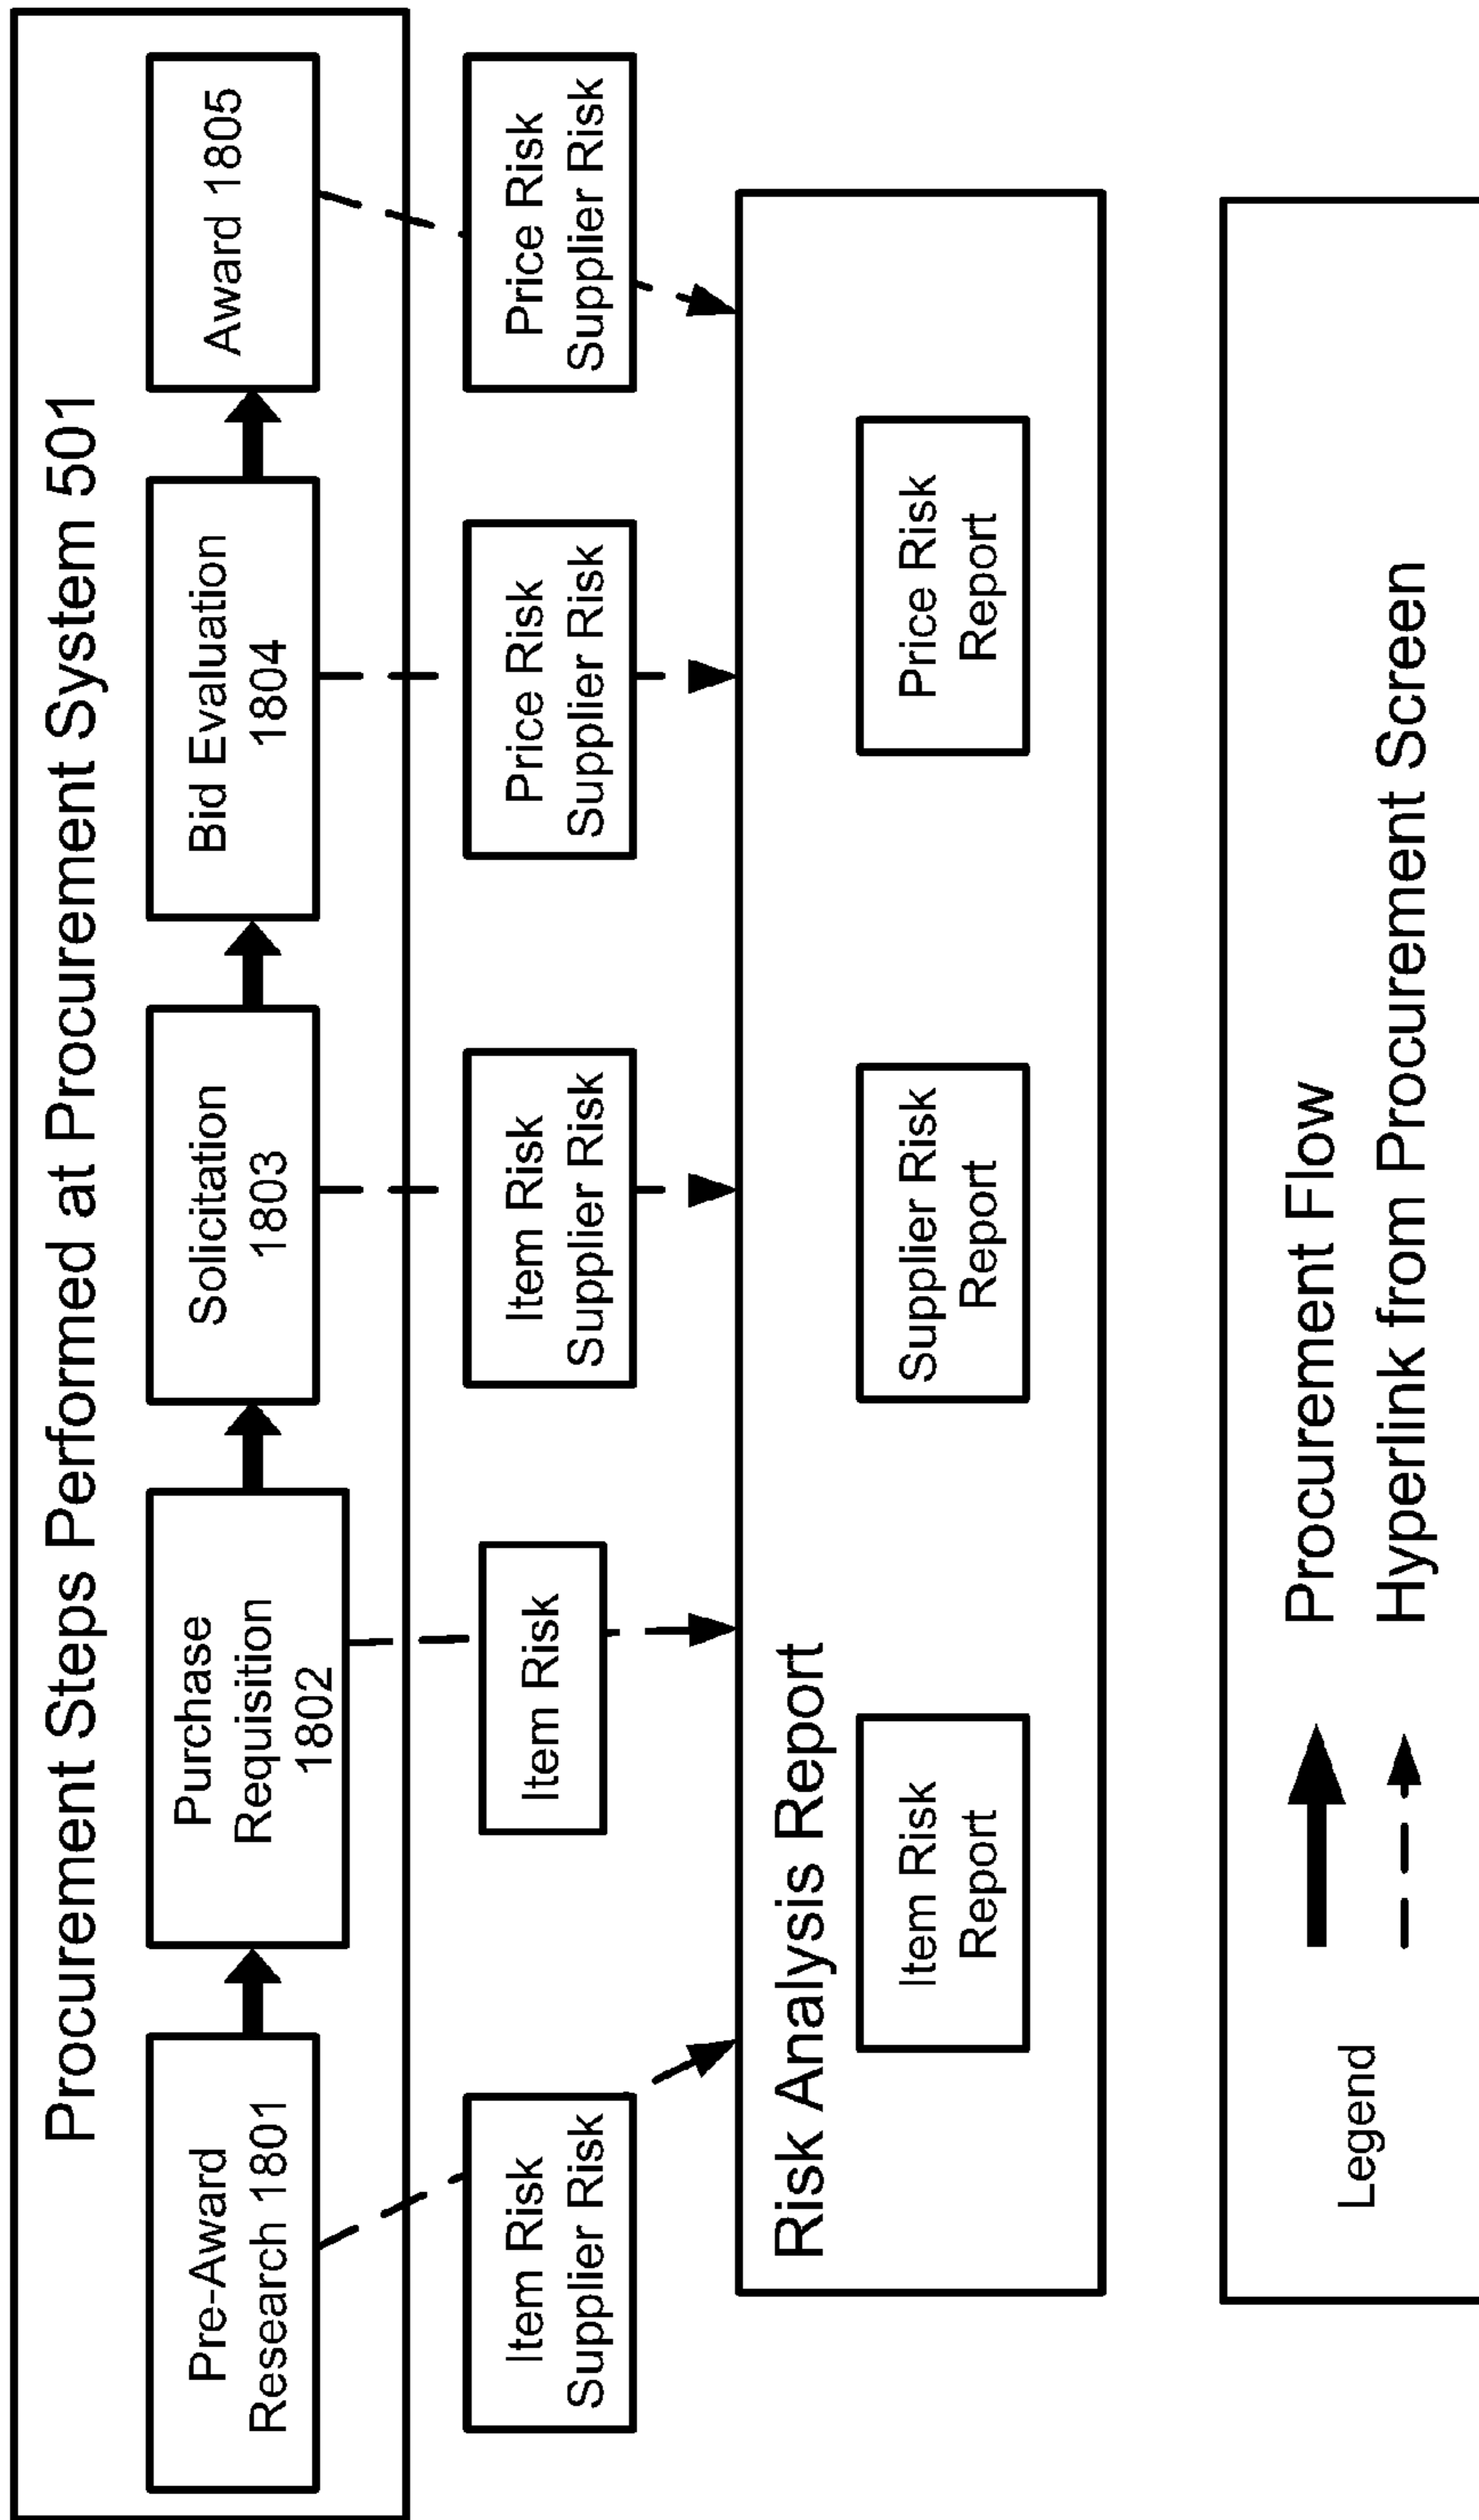 Procurement Steps Performed at Procurement System 501
Pre-Award
Research 1801
Purchase
Requisition
1802
Solicitation
1803
Bid Evaluation
1804
Award 1805
Item Risk
Supplier Risk
Item Risk
Item Risk
Supplier Risk
Price Risk
Supplier Risk
Price Risk
Supplier Risk
Risk Analysis Report
Item Risk
Report
Supplier Risk
Report
Price Risk
Report
Legend
Procurement Flow
Hyperlink from Procurement Screen